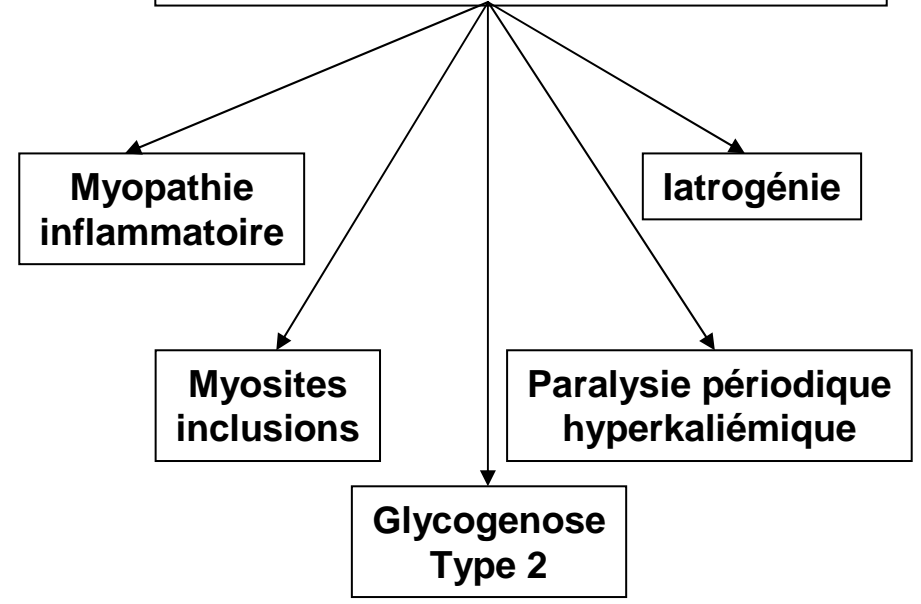 Myopathie
inflammatoire
Iatrogénie
Myosites
inclusions
Paralysie périodique
hyperkaliémique
Glycogenose
Type 2